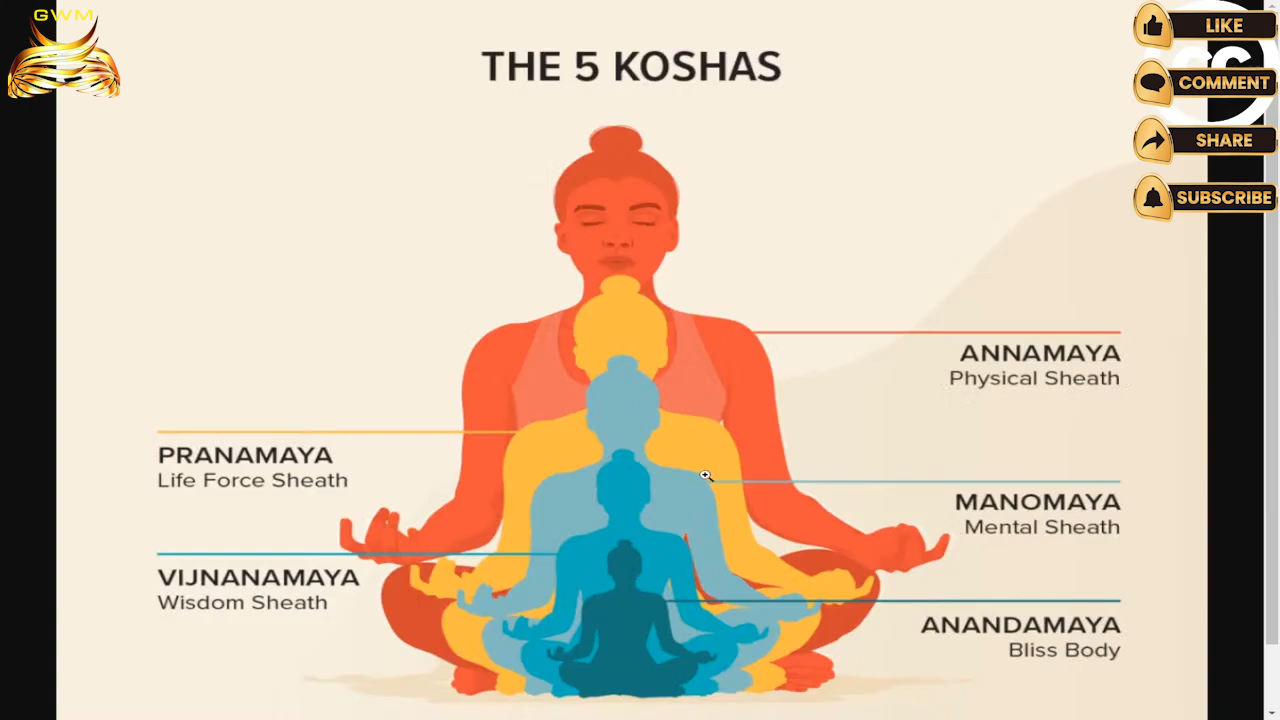 GWM
THE 5 KOSHAS
LIKE
COMMENT
SHARE
SUBSCRIBE
ANNAMAYA
Physical Sheath
PRANAMAYA
Life Force Sheath
MANOMAYA
Mental Sheath
VIJNANAMAYA
Wisdom Sheath
ANANDAMAYA
Bliss Body